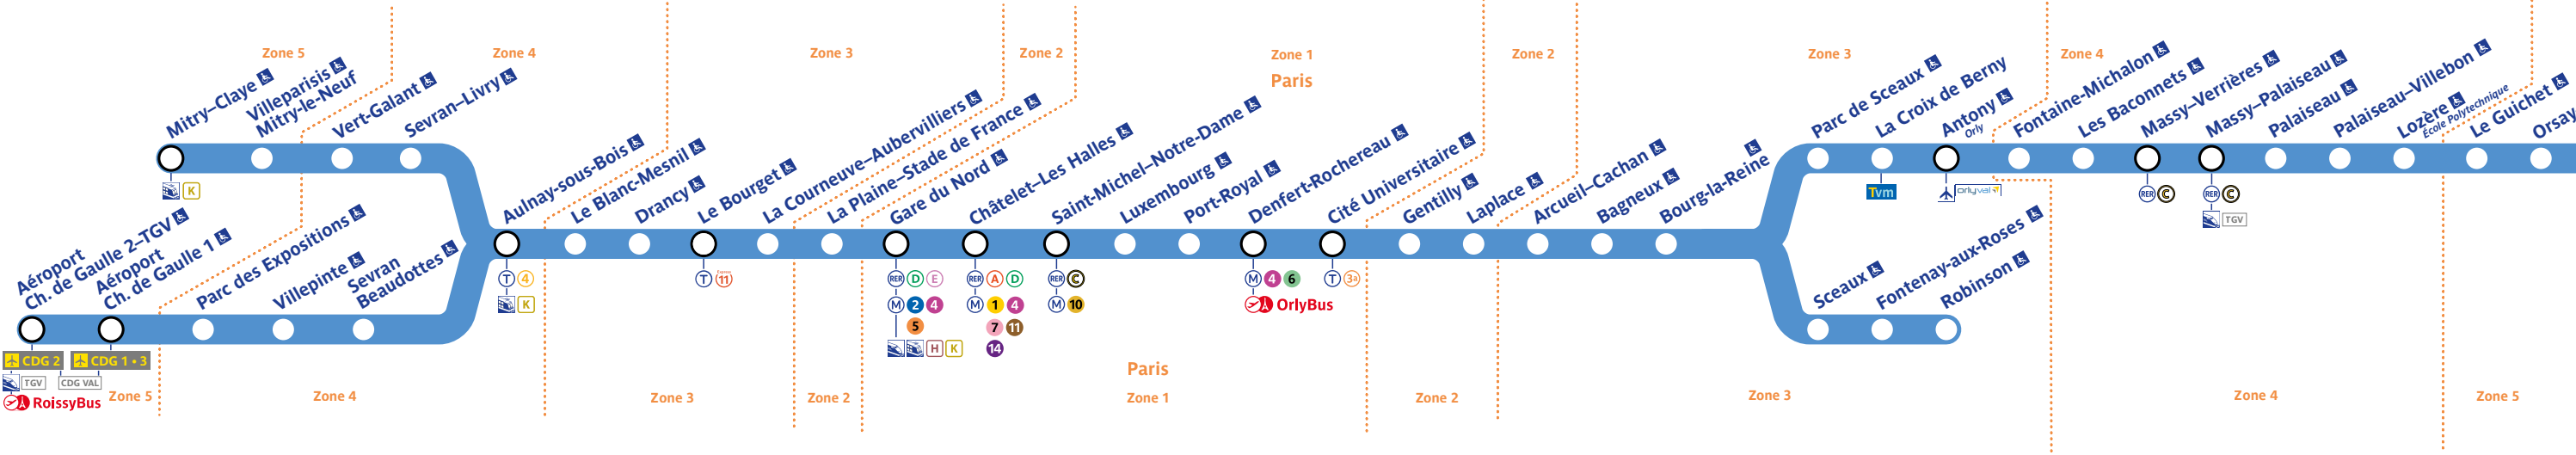 Zone 5
Zone 4
Zone 3
Zone 2
Zone 1
Paris
Zone 2
Zone 3
Zone 4
Mitry–Claye
Villeparisis
Mitry-le-Neuf
Vert-Galant
Sevran–Livry
K
Aéroport
Ch. de Gaulle 2–TGV
Aéroport
Ch. de Gaulle 1
Parc des Expositions
Villepinte
Sevran
Beaudottes
CDG 2
CDG 1 • 3
TGV
CDG VAL
RoissyBus
Aulnay-sous-Bois
T 4
K
Le Blanc-Mesnil
Drancy
Le Bourget
T Express 11
La Courneuve–Aubervilliers
La Plaine–Stade de France
Gare du Nord
RER D E
M 2 4
5
H K
Châtelet–Les Halles
RER A D
M 1 4
7 11
14
Saint-Michel–Notre-Dame
RER C
M 10
Luxembourg
Port-Royal
Denfert-Rochereau
M 4 6
OrlyBus
Cité Universitaire
T 3a
Gentilly
Laplace
Arcueil–Cachan
Bagneux
Bourg-la-Reine
Parc de Sceaux
La Croix de Berny
Tvm
Antony
Orly
orlyval
Fontaine-Michalon
Les Baconnets
Massy–Verrières
RER C
Massy–Palaiseau
RER C
TGV
Palaiseau
Palaiseau–Villebon
Lozère
École Polytechnique
Le Guichet
Orsay
Sceaux
Fontenay-aux-Roses
Robinson
Zone 5
Zone 4
Zone 3
Zone 2
Paris
Zone 1
Zone 2
Zone 3
Zone 4
Zone 5